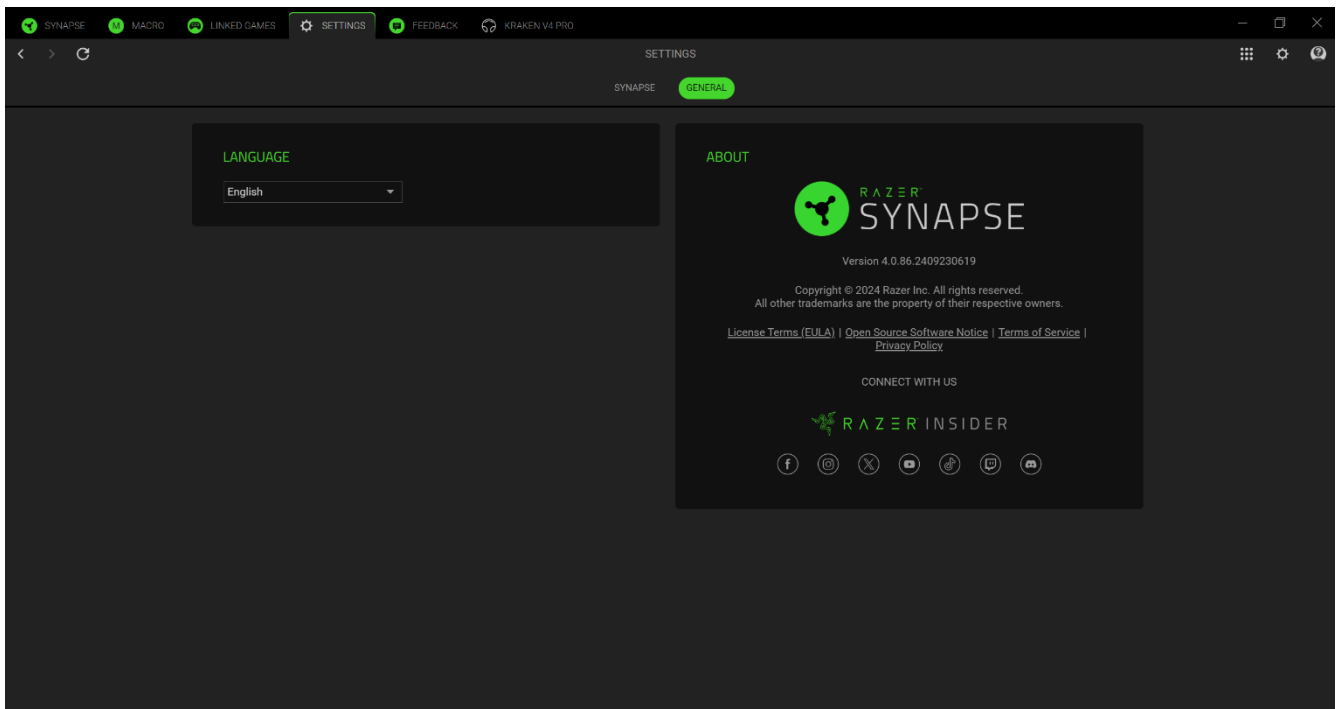 SYNAPSE M MACRO LINKED GAMES SETTINGS FEEDBACK KRAKEN V4 PRO
SETTINGS
SYNAPSE GENERAL
LANGUAGE
English
ABOUT
RAZER
SYNAPSE
Version 4.0.86.2409230619
Copyright © 2024 Razer Inc. All rights reserved.
All other trademarks are the property of their respective owners.
License Terms (EULA) | Open Source Software Notice | Terms of Service |
Privacy Policy
CONNECT WITH US
RAZER INSIDER